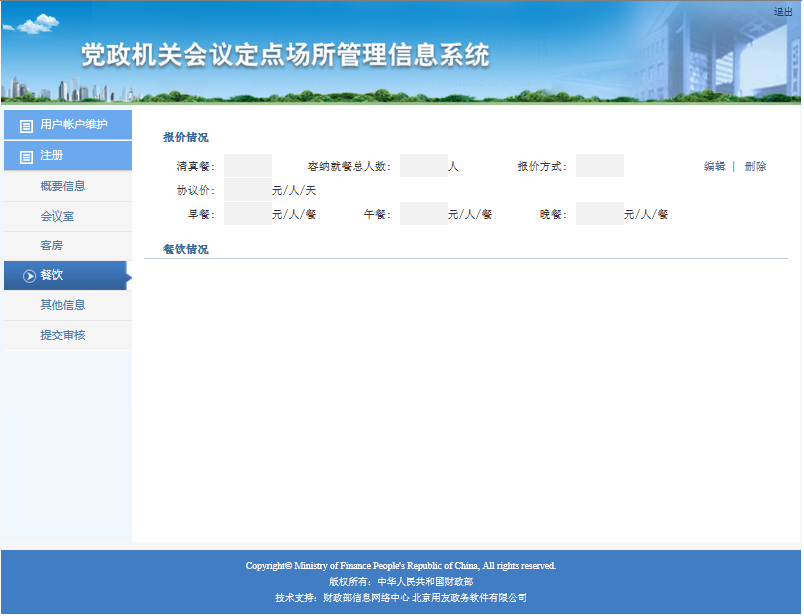 退出
党政机关会议定点场所管理信息系统
用户帐户维护
注册
概要信息
会议室
客房
餐饮
其他信息
提交审核
报价情况
清真餐： 容纳就餐总人数： 人 报价方式： 编辑 | 删除
协议价： 元/人/天
早餐： 元/人/餐 午餐： 元/人/餐 晚餐： 元/人/餐
餐饮情况
Copyright© Ministry of Finance People's Republic of China, All rights reserved.
版权所有：中华人民共和国财政部
技术支持：财政部信息网络中心 北京用友政务软件有限公司